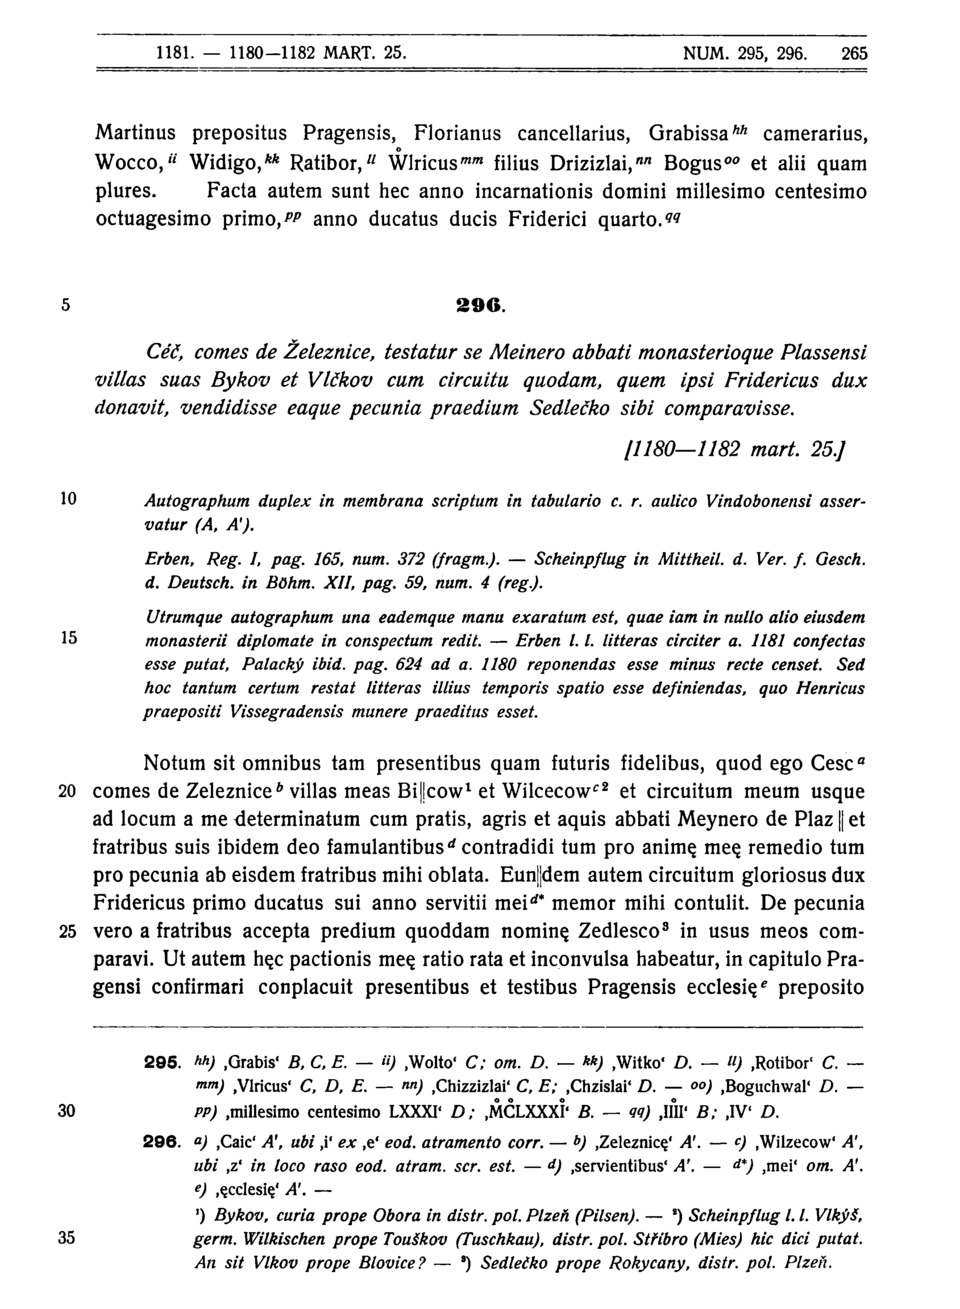 1181. — 1180—1182 MART. 25. NUM. 295, 296. 265
Martinus prepositus Pragensis, Florianus cancellarius, Grabissa hh camerarius,
Wocco, ii Widigo, kk Ratibor, ll W̊lricus mm filius Drizizlai, nn Bogus oo et alii quam
plures. Facta autem sunt hec anno incarnationis domini millesimo centesimo
octuagesimo primo, pp anno ducatus ducis Friderici quarto. qq
5 296.
Céč, comes de Železnice, testatur se Meinero abbati monasterioque Plassensi
villas suas Bykov et Vlčkov cum circuitu quodam, quem ipsi Fridericus dux
donavit, vendidisse eaque pecunia praedium Sedlečko sibi comparavisse.
[1180—1182 mart. 25.]
10 Autographum duplex in membrana scriptum in tabulario c. r. aulico Vindobonensi asser-
vatur (A, A').
Erben, Reg. I, pag. 165, num. 372 (fragm.). — Scheinpflug in Mittheil. d. Ver. f. Gesch.
d. Deutsch. in Böhm. XII, pag. 59, num. 4 (reg.).
Utrumque autographum una eademque manu exaratum est, quae iam in nullo alio eiusdem
15 monasterii diplomate in conspectum redit. — Erben l. l. litteras circiter a. 1181 confectas
esse putat, Palacký ibid. pag. 624 ad a. 1180 reponendas esse minus recte censet. Sed
hoc tantum certum restat litteras illius temporis spatio esse definiendas, quo Henricus
praepositi Vissegradensis munere praeditus esset.
Notum sit omnibus tam presentibus quam futuris fidelibus, quod ego Cesc a
20 comes de Zeleznice b villas meas Bi||cow¹ et Wilcecow c² et circuitum meum usque
ad locum a me determinatum cum pratis, agris et aquis abbati Meynero de Plaz || et
fratribus suis ibidem deo famulantibus d contradidi tum pro animę meę remedio tum
pro pecunia ab eisdem fratribus mihi oblata. Eun||dem autem circuitum gloriosus dux
Fridericus primo ducatus sui anno servitii mei d* memor mihi contulit. De pecunia
25 vero a fratribus accepta predium quoddam nominę Zedlesco³ in usus meos com-
paravi. Ut autem hęc pactionis meę ratio rata et inconvulsa habeatur, in capitulo Pra-
gensi confirmari conplacuit presentibus et testibus Pragensis ecclesię e preposito
295. hh) ‚Grabis‘ B, C, E. — ii) ‚Wolto‘ C; om. D. — kk) ‚Witko‘ D. — ll) ‚Rotibor‘ C. —
mm) ‚Vlricus‘ C, D, E. — nn) ‚Chizzizlai‘ C, E; ‚Chzislai‘ D. — oo) ‚Boguchwal‘ D. —
30 pp) ‚millesimo centesimo LXXXI‘ D; ‚M̊C̊LXXXI̊‘ B. — qq) ‚IIII̊‘ B; ‚IV‘ D.
296. a) ‚Caic‘ A', ubi ‚i‘ ex ‚e‘ eod. atramento corr. — b) ‚Zeleznicę‘ A'. — c) ‚Wilzecow‘ A',
ubi ‚z‘ in loco raso eod. atram. scr. est. — d) ‚servientibus‘ A'. — d*) ‚mei‘ om. A'.
e) ‚ęcclesię‘ A'. —
¹) Bykov, curia prope Obora in distr. pol. Plzeň (Pilsen). — ²) Scheinpflug l. l. Vlkýš,
35 germ. Wilkischen prope Touškov (Tuschkau), distr. pol. Stříbro (Mies) hic dici putat.
An sit Vlkov prope Blovice? — ³) Sedlečko prope Rokycany, distr. pol. Plzeň.